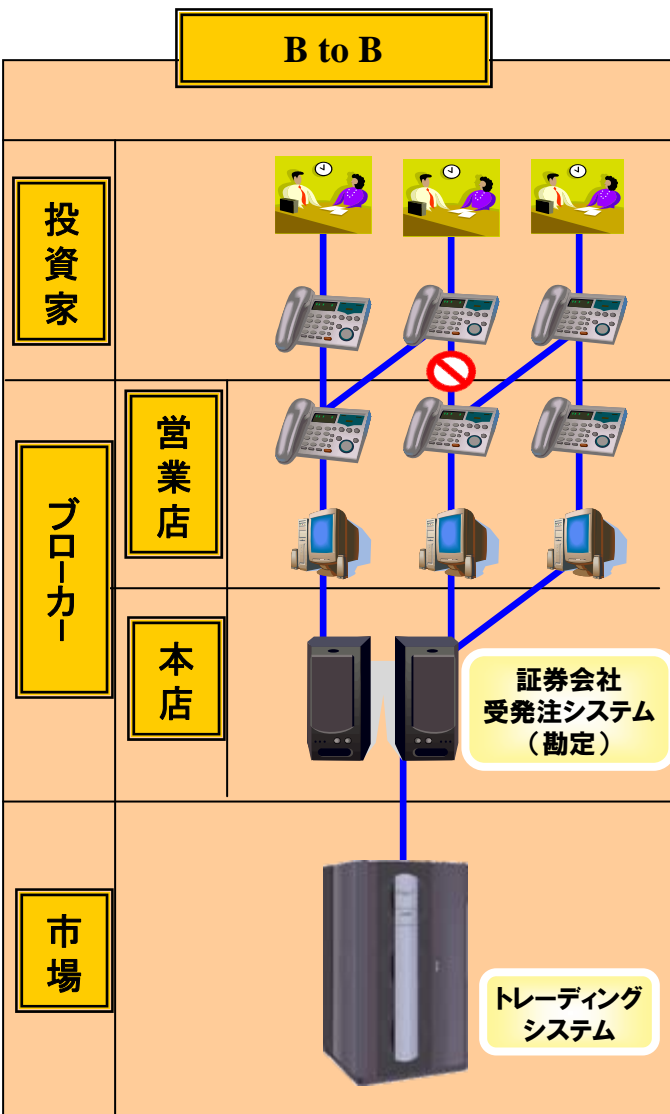 B to B
投資家
ブローカー
営業店
本店
証券会社
受発注システム
（勘定）
市場
トレーディング
システム